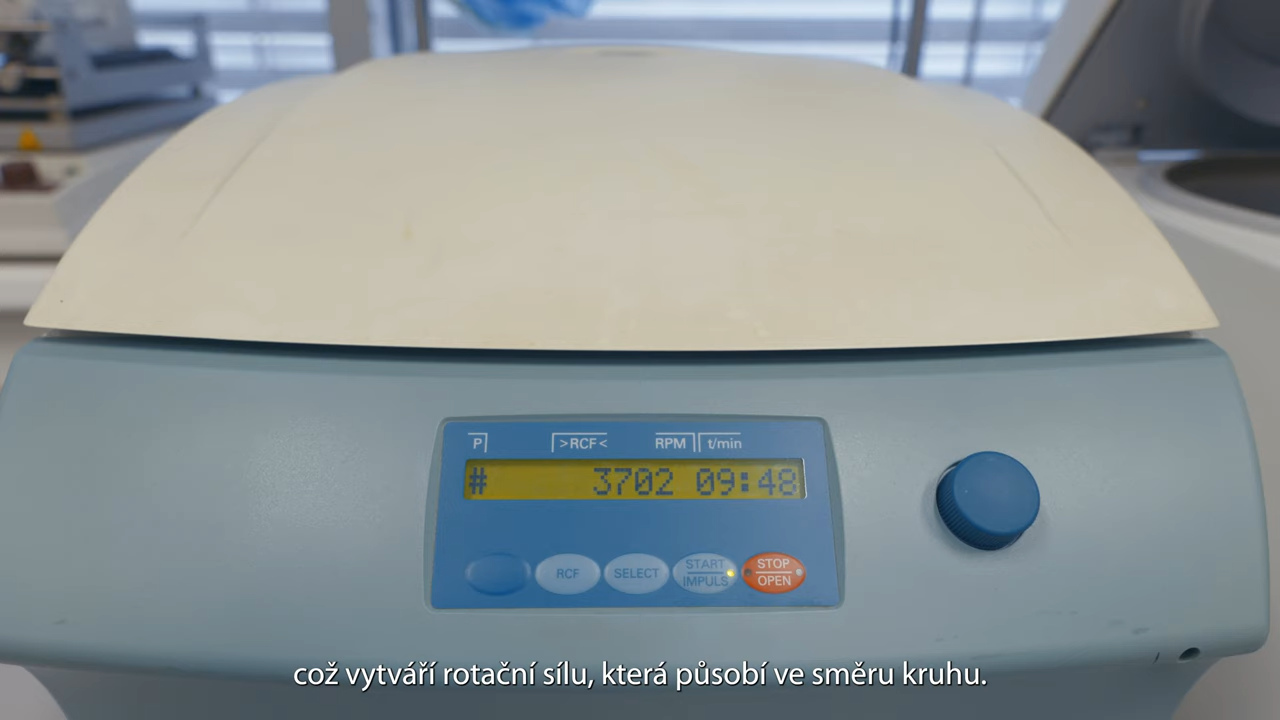 P >RCF< RPM t/min
# 3702 09:48
RCF SELECT START IMPULS STOP OPEN
což vytváří rotační sílu, která působí ve směru kruhu.